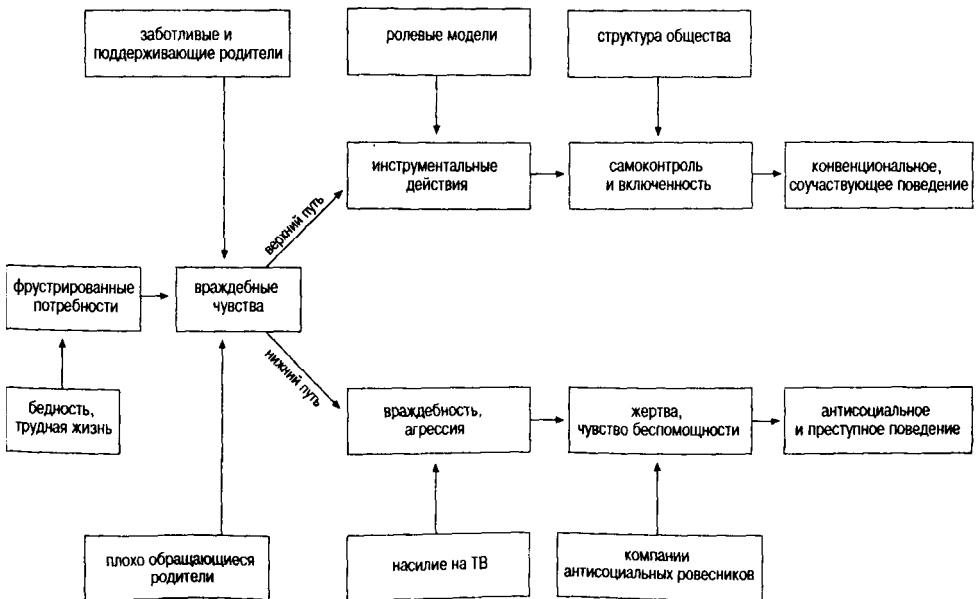 заботливые и
поддерживающие родители
ролевые модели
структура общества
инструментальные
действия
самоконтроль
и включенность
конвенциональное,
соучаствующее поведение
верхний путь
фрустрированные
потребности
враждебные
чувства
нижний путь
бедность,
трудная жизнь
враждебность,
агрессия
жертва,
чувство беспомощности
антисоциальное
и преступное поведение
плохо обращающиеся
родители
насилие на ТВ
компании
антисоциальных ровесников